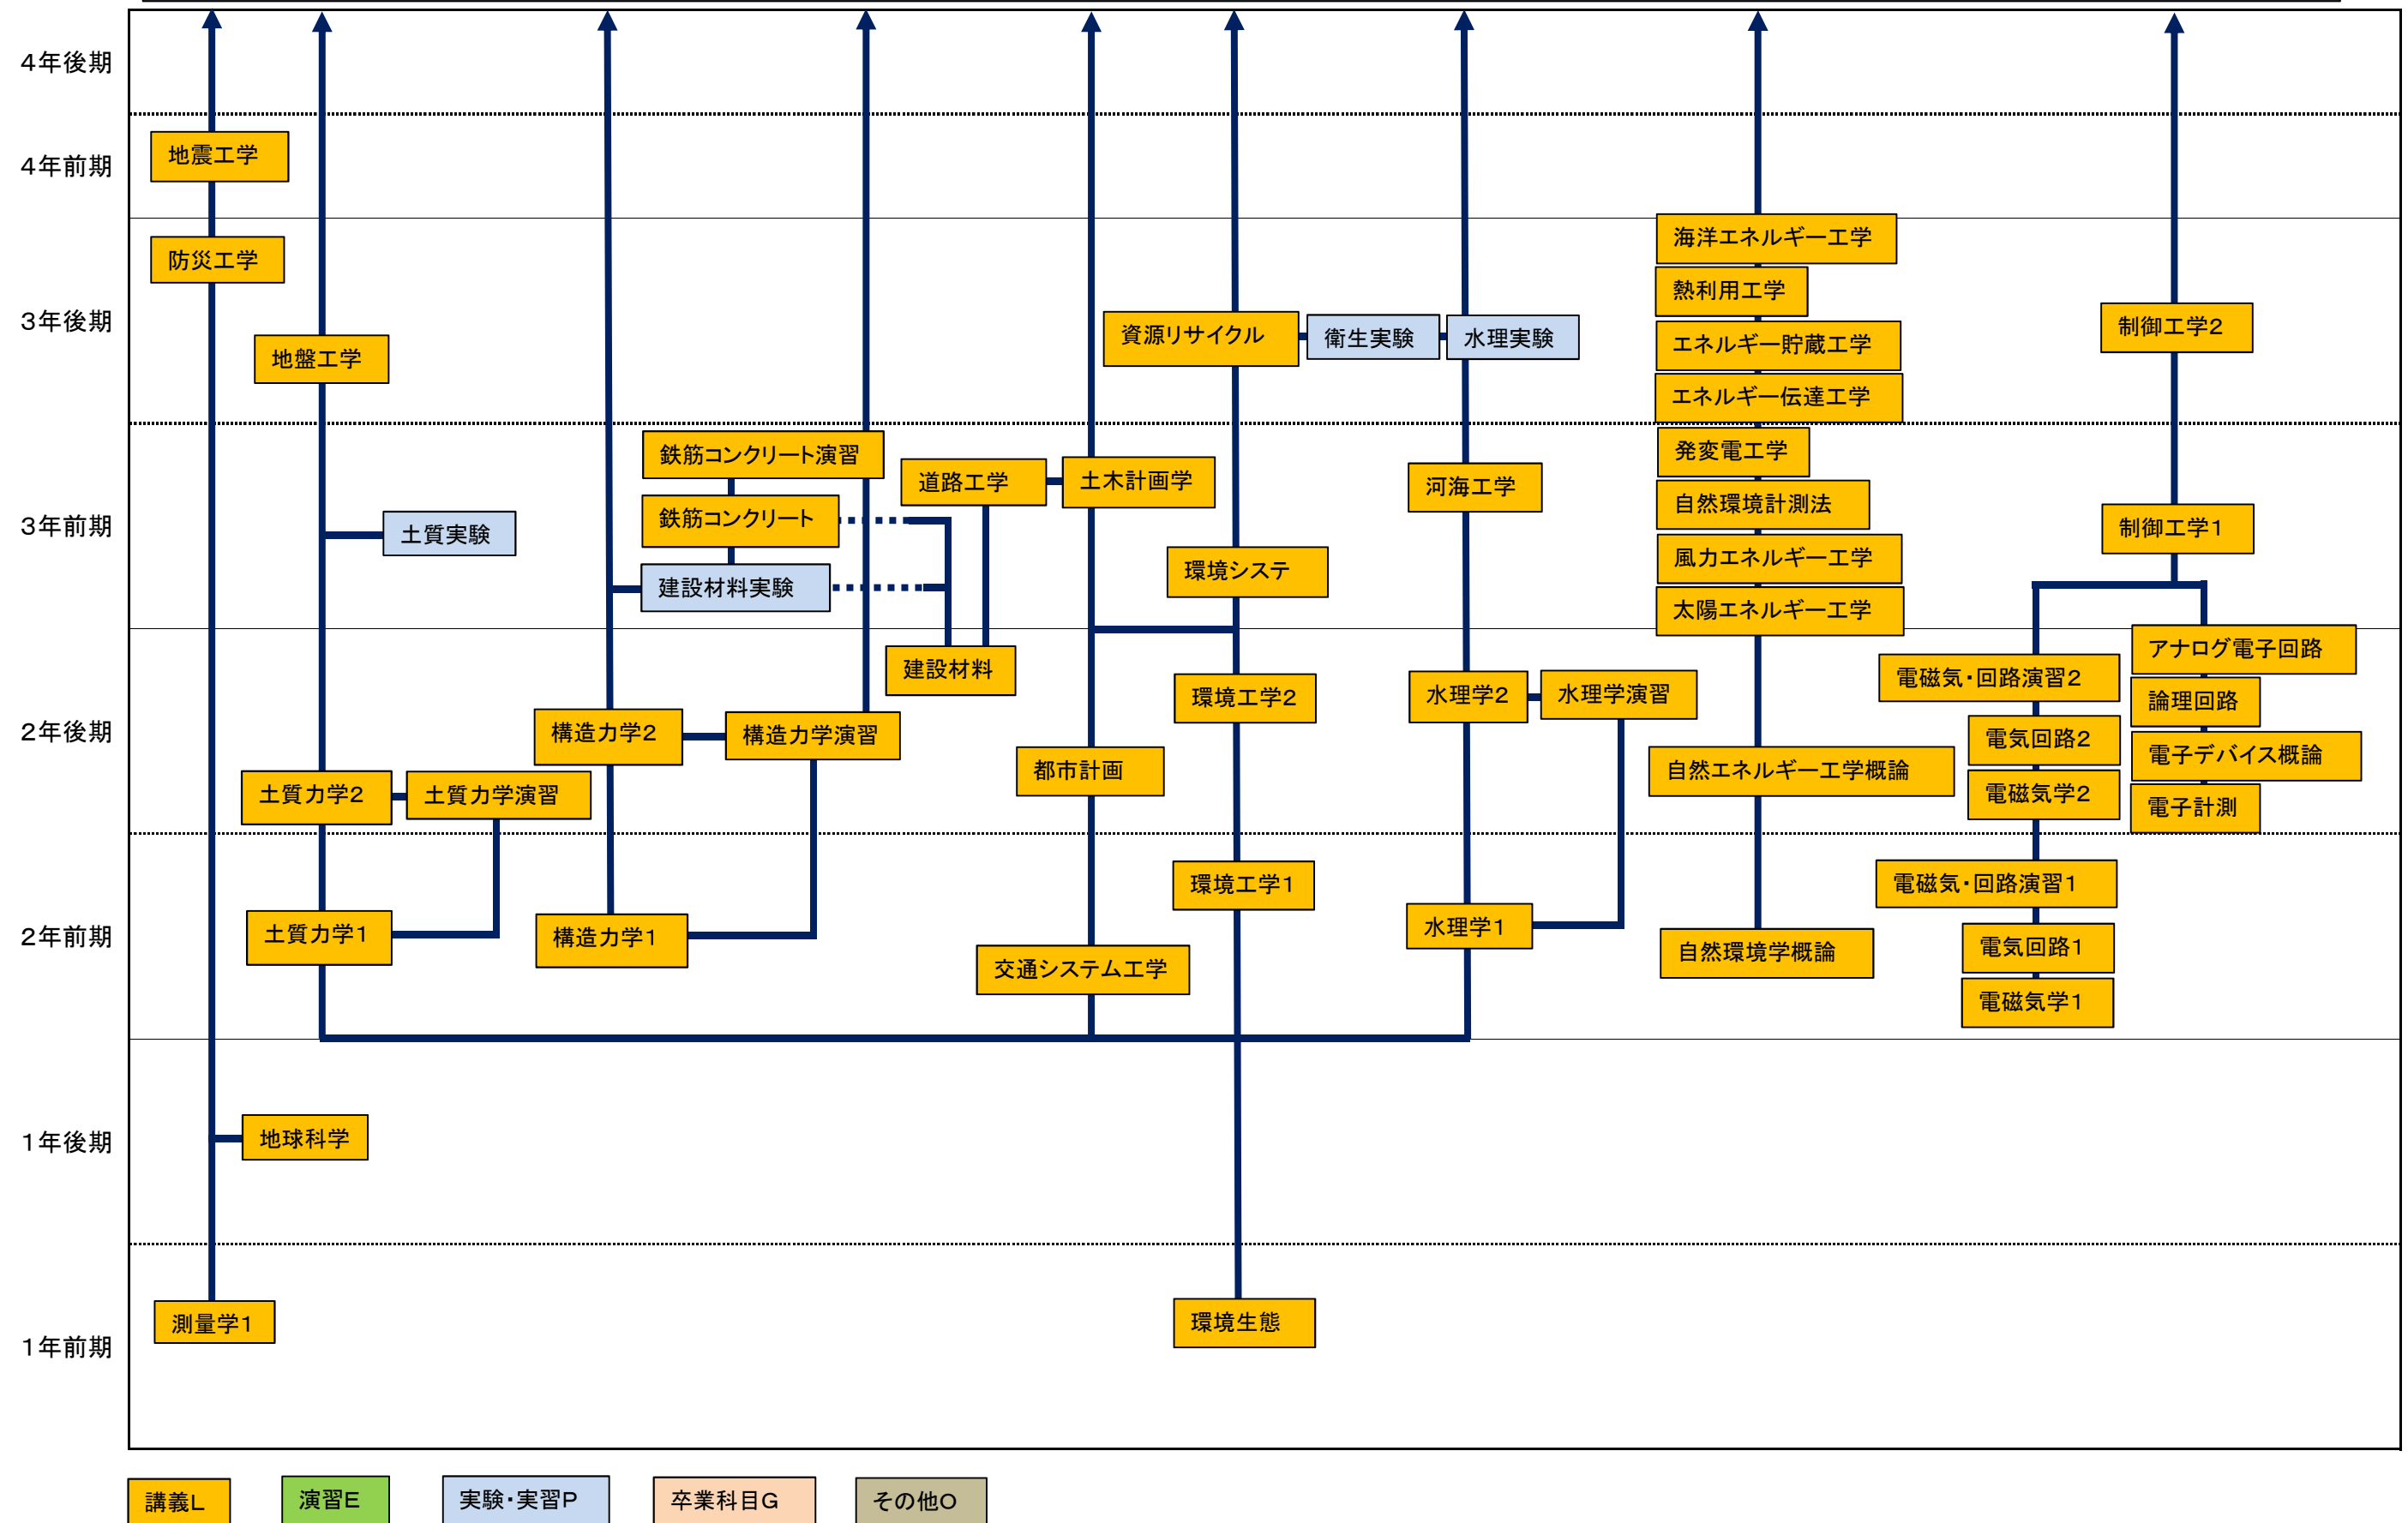 4年後期
4年前期
地震工学
3年後期
防災工学
海洋エネルギー工学
熱利用工学
資源リサイクル
衛生実験
水理実験
エネルギー貯蔵工学
制御工学2
地盤工学
エネルギー伝達工学
3年前期
鉄筋コンクリート演習
道路工学
土木計画学
河海工学
発変電工学
鉄筋コンクリート
自然環境計測法
土質実験
制御工学1
建設材料実験
環境システ
風力エネルギー工学
太陽エネルギー工学
2年後期
建設材料
環境工学2
水理学2
水理学演習
電磁気・回路演習2
アナログ電子回路
論理回路
構造力学2
構造力学演習
電気回路2
電子デバイス概論
都市計画
自然エネルギー工学概論
土質力学2
土質力学演習
電磁気学2
電子計測
2年前期
環境工学1
電磁気・回路演習1
土質力学1
構造力学1
水理学1
電気回路1
交通システム工学
自然環境学概論
電磁気学1
1年後期
地球科学
1年前期
測量学1
環境生態
講義L
演習E
実験・実習P
卒業科目G
その他O